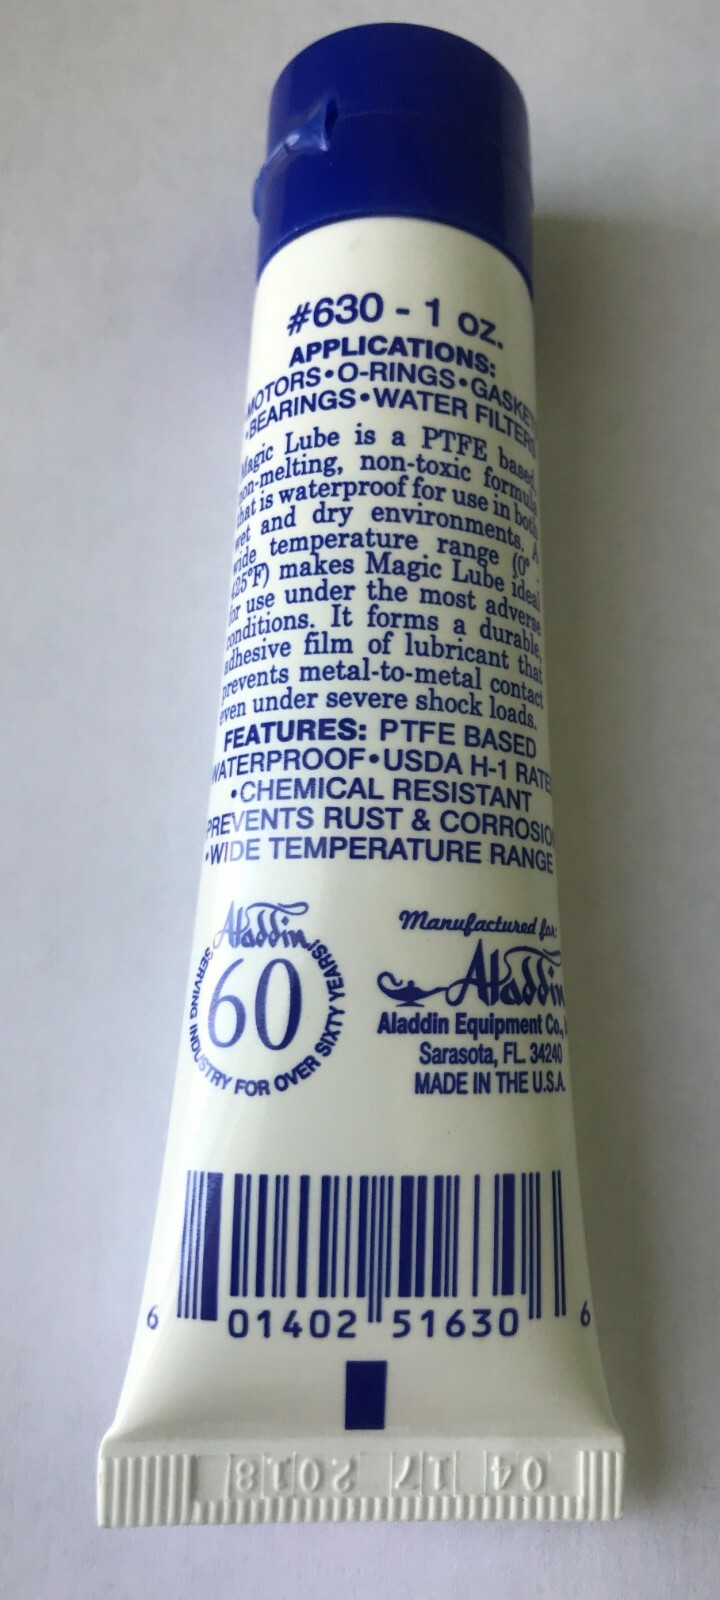 #630 - 1 oz.
APPLICATIONS:
MOTORS•O-RINGS•GASKET
•BEARINGS•WATER FILTERS
Magic Lube is a PTFE based,
non-melting, non-toxic formula
that is waterproof for use in both
wet and dry environments. A
wide temperature range (0° -
425°F) makes Magic Lube ideal
for use under the most adverse
conditions. It forms a durable,
adhesive film of lubricant that
prevents metal-to-metal contact
even under severe shock loads.
FEATURES: PTFE BASED
WATERPROOF•USDA H-1 RATE
•CHEMICAL RESISTANT
PREVENTS RUST & CORROSIO
•WIDE TEMPERATURE RANGE
Aladdin
60
SERVING INDUSTRY FOR OVER SIXTY YEARS!
Manufactured for:
Aladdin
Aladdin Equipment Co.,
Sarasota, FL. 34240
MADE IN THE U.S.A.
6 01402 51630 6
04 17 2018